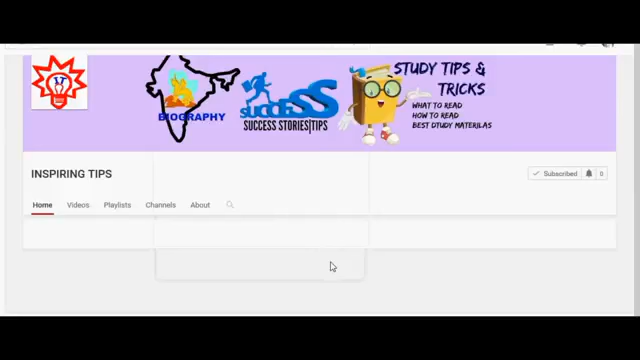 IT
BIOGRAPHY
SUCCESS
SUCCESS STORIES|TIPS
STUDY TIPS &
TRICKS
WHAT TO READ
HOW TO READ
BEST DTUDY MATERILAS
INSPIRING TIPS
Subscribed 0
Home Videos Playlists Channels About